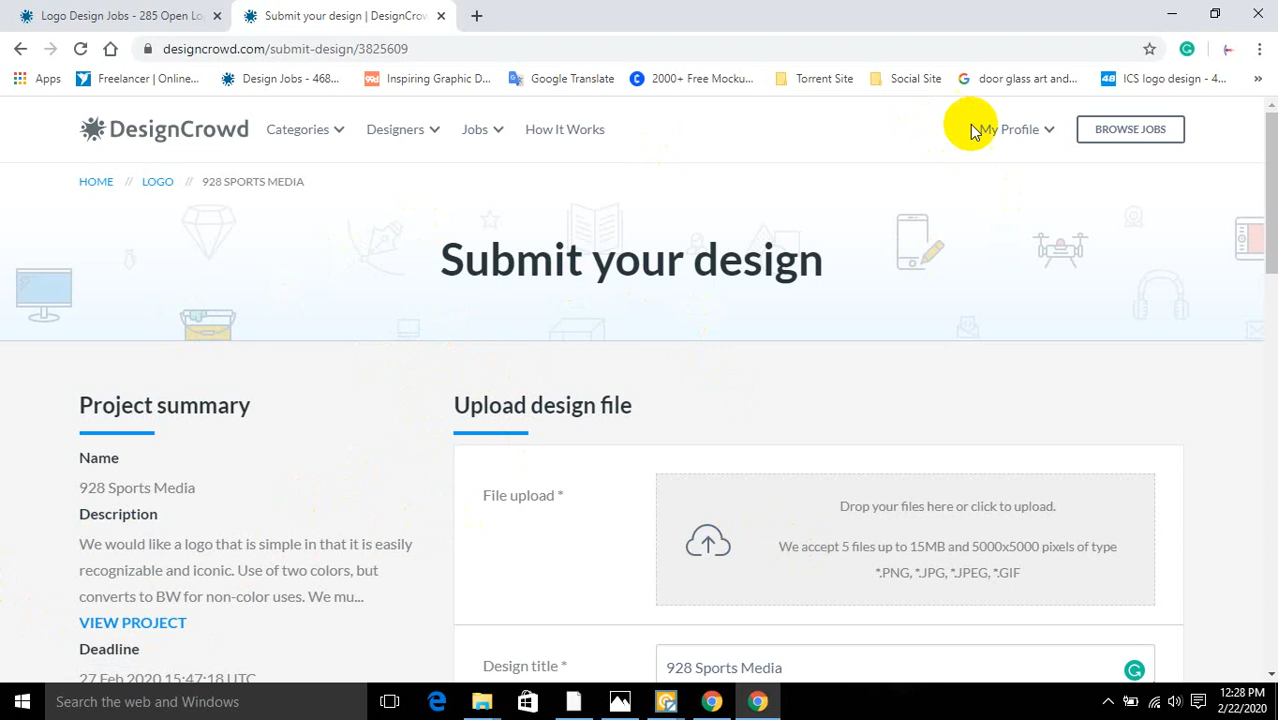 Logo Design Jobs - 285 Open Lo
Submit your design | DesignCrow
designcrowd.com/submit-design/3825609
Apps
Freelancer | Online...
Design Jobs - 468...
Inspiring Graphic D...
Google Translate
2000+ Free Mocku...
Torrent Site
Social Site
door glass art and...
ICS logo design - 4...
DesignCrowd
Categories
Designers
Jobs
How It Works
My Profile
BROWSE JOBS
HOME // LOGO // 928 SPORTS MEDIA
Submit your design
Project summary
Name
928 Sports Media
Description
We would like a logo that is simple in that it is easily
recognizable and iconic. Use of two colors, but
converts to BW for non-color uses. We mu...
VIEW PROJECT
Deadline
27 Feb 2020 15:47:18 UTC
Upload design file
File upload *
Drop your files here or click to upload.
We accept 5 files up to 15MB and 5000x5000 pixels of type
*.PNG, *.JPG, *.JPEG, *.GIF
Design title *
928 Sports Media
Search the web and Windows
12:28 PM
2/22/2020